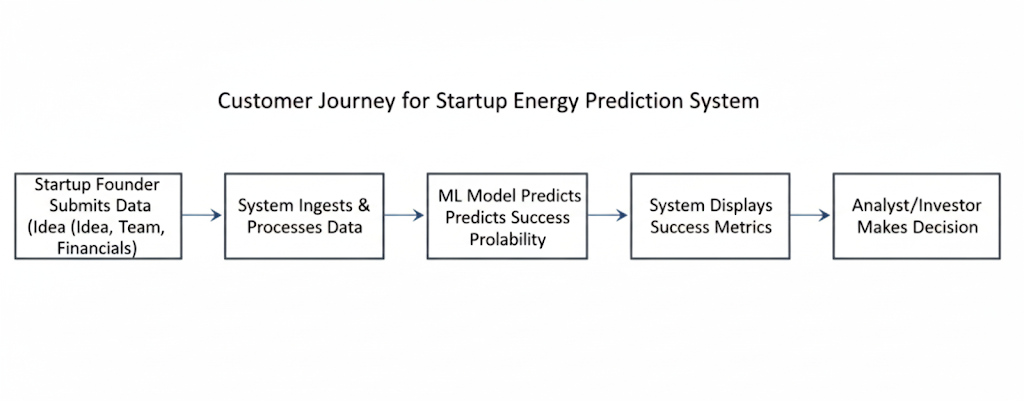 Customer Journey for Startup Energy Prediction System
Startup Founder
Submits Data
(Idea (Idea, Team,
Financials)
System Ingests &
Processes Data
ML Model Predicts
Predicts Success
Prolability
System Displays
Success Metrics
Analyst/Investor
Makes Decision